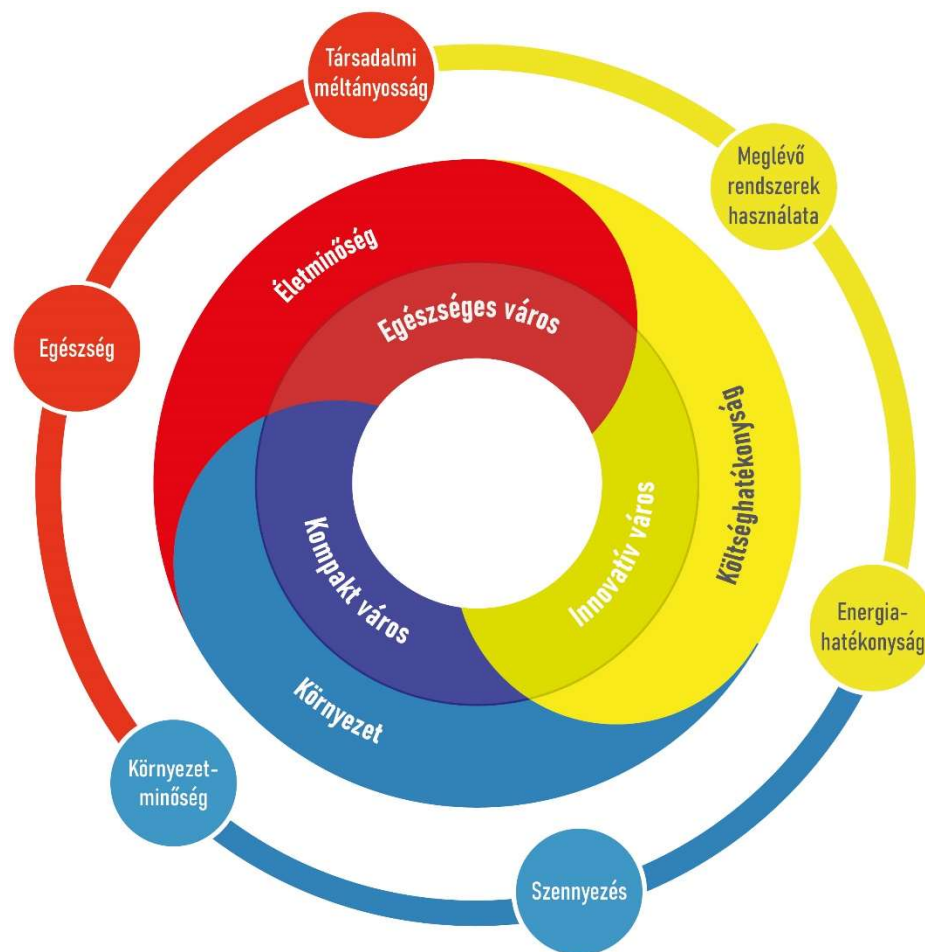 Társadalmi
méltányosság
Meglévő
rendszerek
használata
Életminőség
Egészséges város
Egészség
Költséghatékonyság
Kompakt város
Innovatív város
Energia-
hatékonyság
Környezet
Környezet-
minőség
Szennyezés